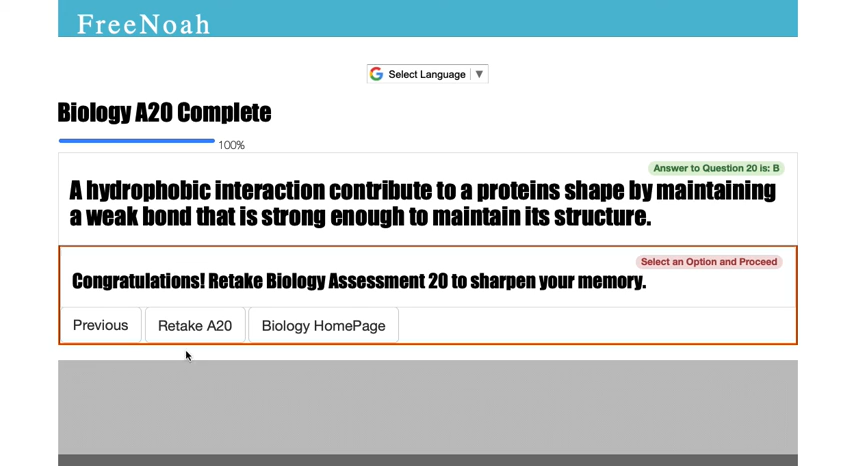 FreeNoah
Select Language
Biology A20 Complete
100%
Answer to Question 20 is: B
A hydrophobic interaction contribute to a proteins shape by maintaining
a weak bond that is strong enough to maintain its structure.
Select an Option and Proceed
Congratulations! Retake Biology Assessment 20 to sharpen your memory.
Previous
Retake A20
Biology HomePage